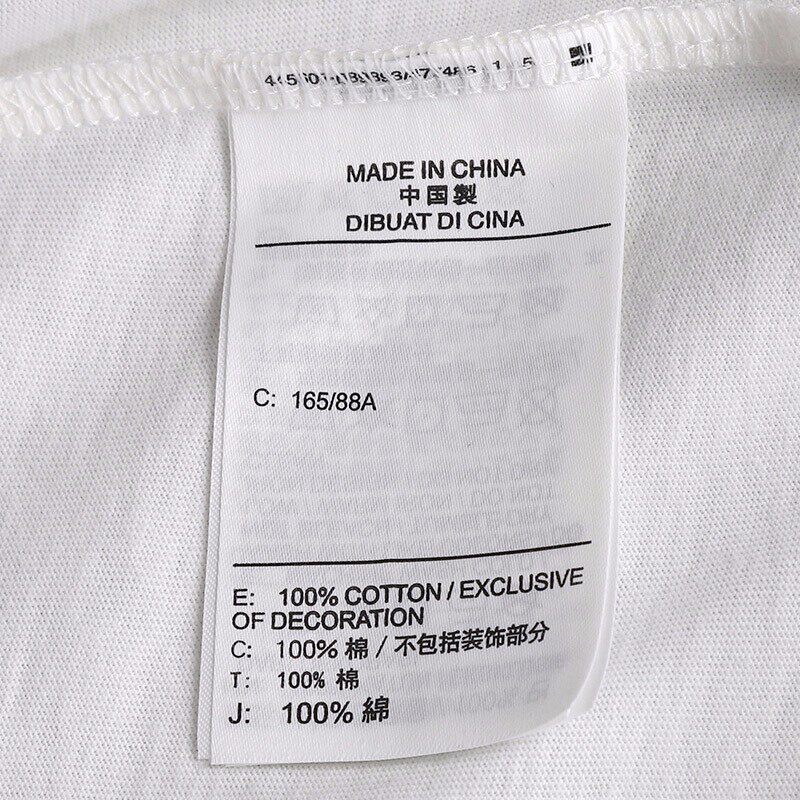 MADE IN CHINA
中国製
DIBUAT DI CINA
C: 165/88A
E: 100% COTTON / EXCLUSIVE
OF DECORATION
C: 100% 棉 / 不包括装饰部分
T: 100% 棉
J: 100% 綿